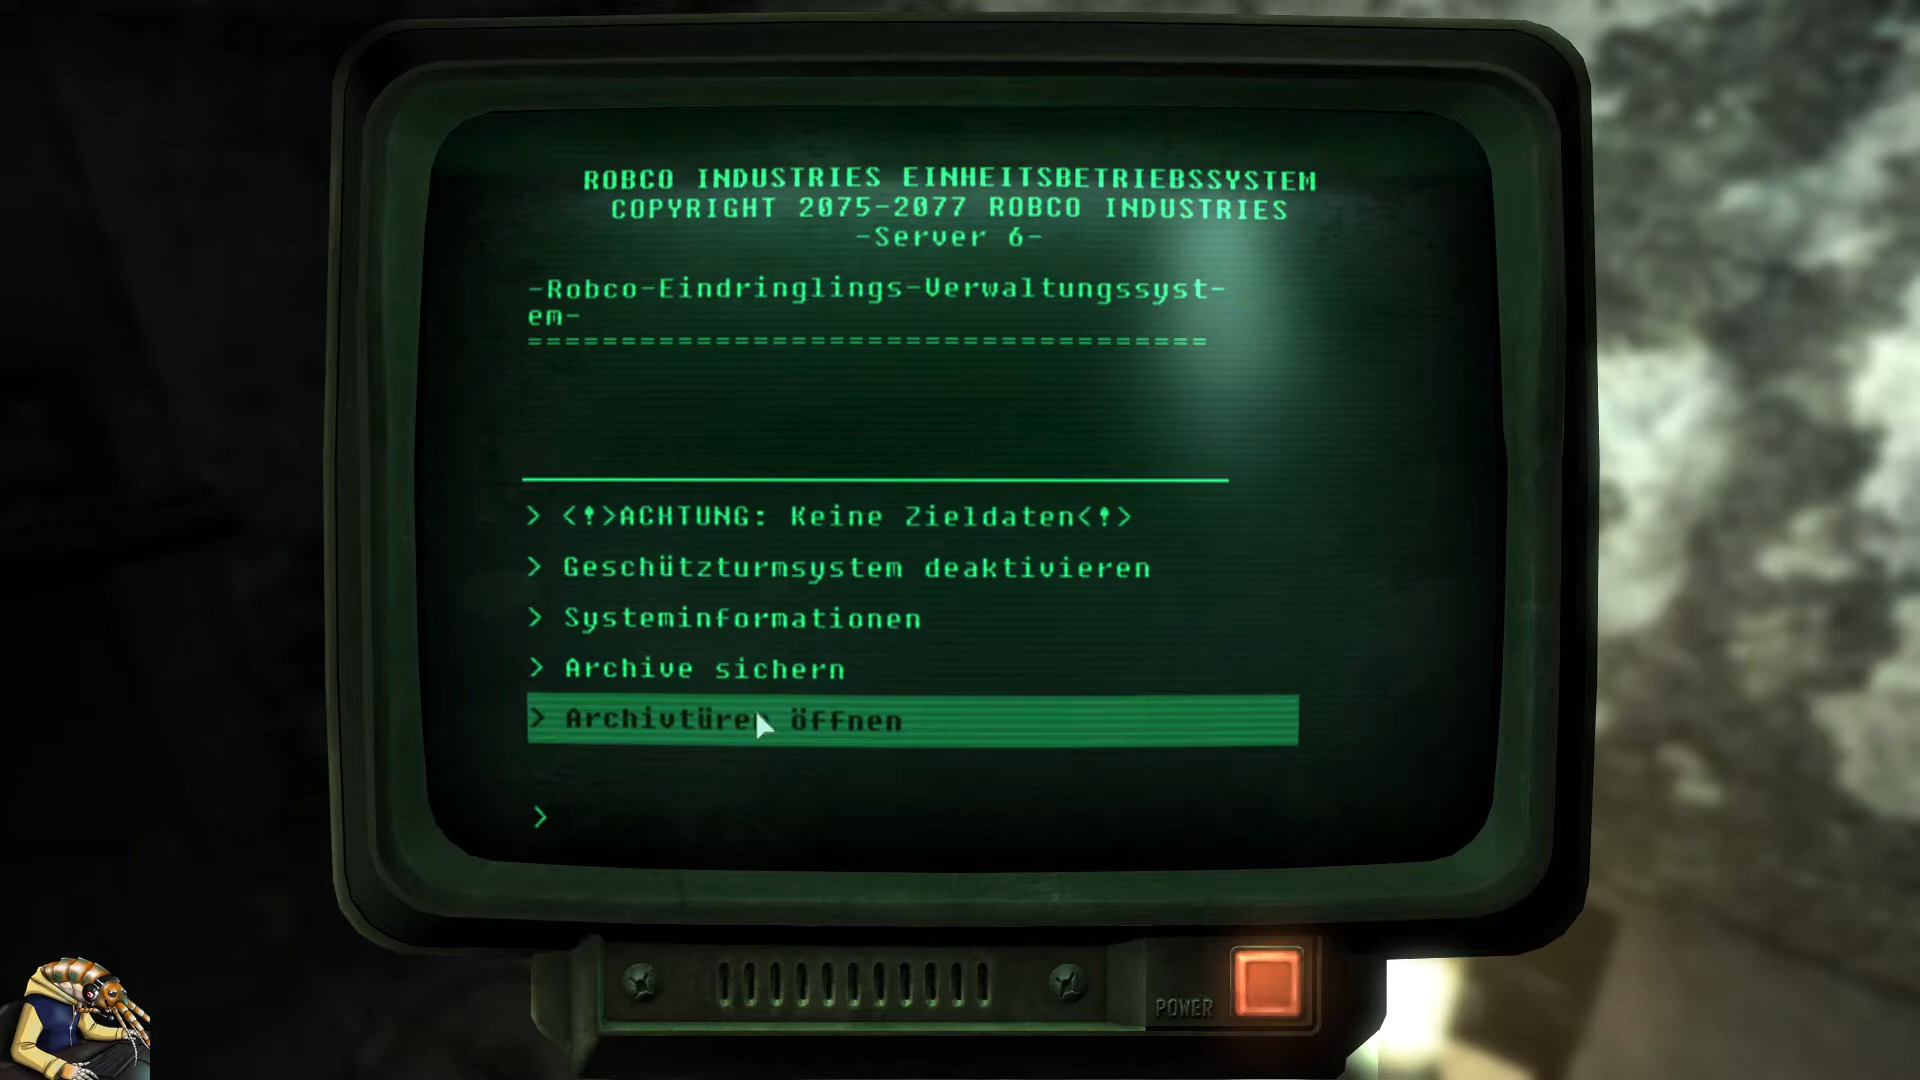 ROBCO INDUSTRIES EINHEITSBETRIEBSSYSTEM
COPYRIGHT 2075-2077 ROBCO INDUSTRIES
-Server 6-
-Robco-Eindringlings-Verwaltungssyst-
em-
====================================
> <!>ACHTUNG: Keine Zieldaten<!>
> Geschützturmsystem deaktivieren
> Systeminformationen
> Archive sichern
> Archivtüren öffnen
>
POWER